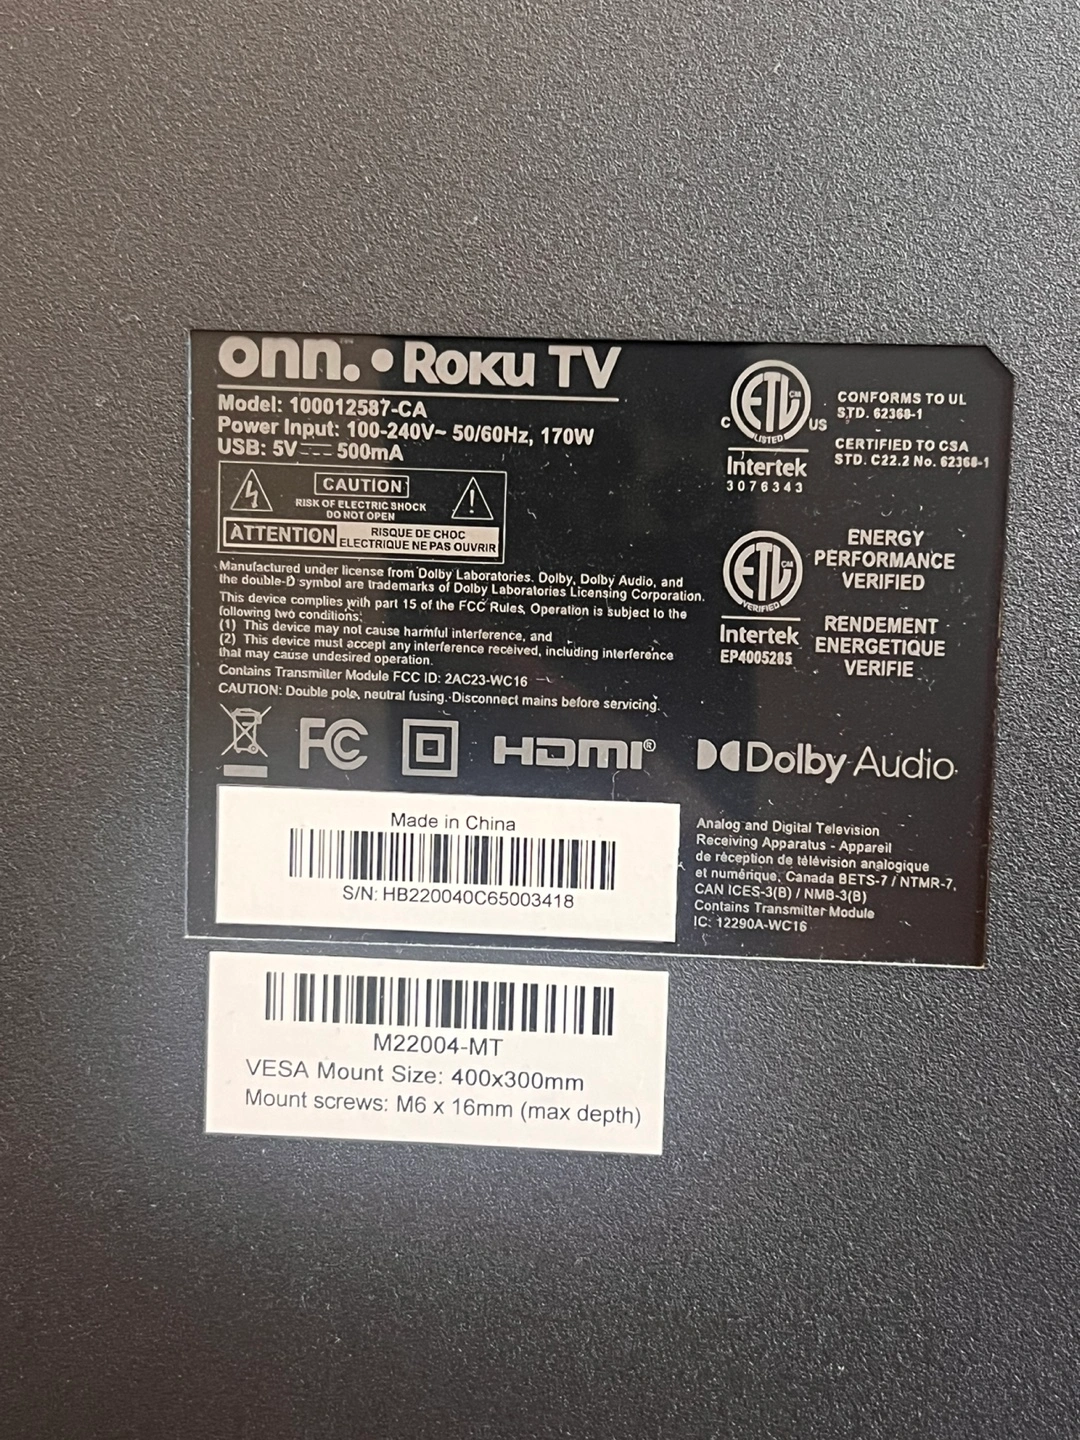 onn. • Roku TV
Model: 100012587-CA
Power Input: 100-240V~ 50/60Hz, 170W
USB: 5V 500mA
CAUTION
RISK OF ELECTRIC SHOCK
DO NOT OPEN
ATTENTION
RISQUE DE CHOC
ELECTRIQUE NE PAS OUVRIR
Manufactured under license from Dolby Laboratories. Dolby, Dolby Audio, and
the double-D symbol are trademarks of Dolby Laboratories Licensing Corporation.
This device complies with part 15 of the FCC Rules, Operation is subject to the
following two conditions:
(1) This device may not cause harmful interference, and
(2) This device must accept any interference received, including interference
that may cause undesired operation.
Contains Transmitter Module FCC ID: 2AC23-WC16
CAUTION: Double pole, neutral fusing. Disconnect mains before servicing.
C ETL CM US
LISTED
Intertek
3076343
CONFORMS TO UL
STD. 62368-1
CERTIFIED TO CSA
STD. C22.2 No. 62368-1
ETL CM
VERIFIED
Intertek
EP4005285
ENERGY
PERFORMANCE
VERIFIED
RENDEMENT
ENERGETIQUE
VERIFIE
FC HDMI® Dolby Audio
Made in China
S/N: HB220040C65003418
Analog and Digital Television
Receiving Apparatus - Appareil
de réception de télévision analogique
et numérique, Canada BETS-7 / NTMR-7,
CAN ICES-3(B) / NMB-3(B)
Contains Transmitter Module
IC: 12290A-WC16
M22004-MT
VESA Mount Size: 400x300mm
Mount screws: M6 x 16mm (max depth)